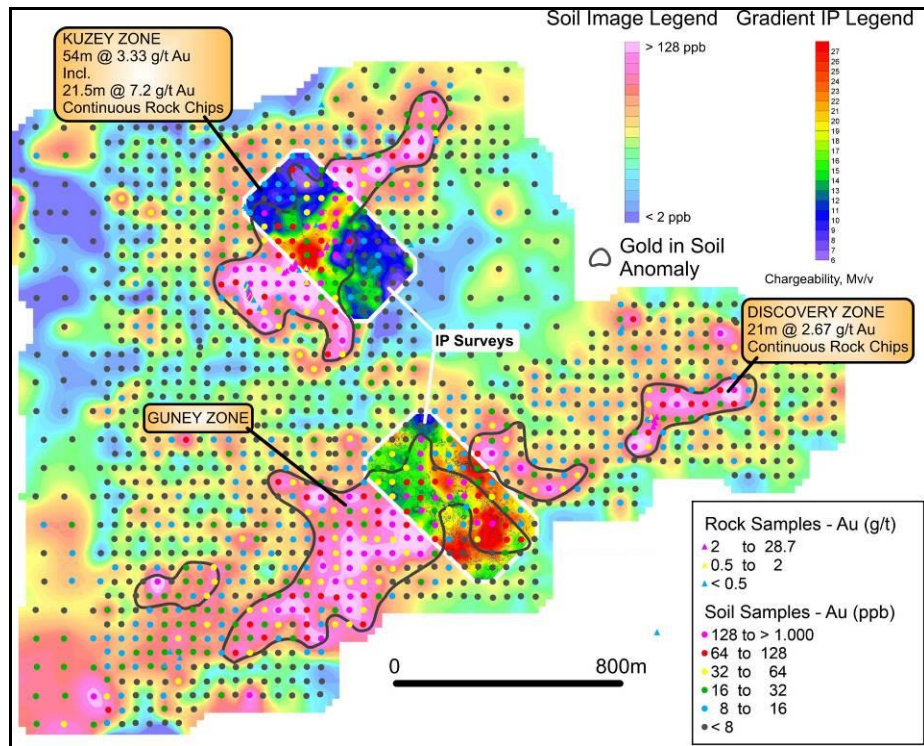 KUZEY ZONE
54m @ 3.33 g/t Au
Incl.
21.5m @ 7.2 g/t Au
Continuous Rock Chips
Soil Image Legend
> 128 ppb
< 2 ppb
Gold in Soil
Anomaly
Gradient IP Legend
27
26
25
24
23
22
21
20
19
18
17
16
15
14
13
12
11
10
9
8
7
6
Chargeability, Mv/v
IP Surveys
DISCOVERY ZONE
21m @ 2.67 g/t Au
Continuous Rock Chips
GUNEY ZONE
0 800m
Rock Samples - Au (g/t)
2 to 28.7
0.5 to 2
< 0.5
Soil Samples - Au (ppb)
128 to > 1.000
64 to 128
32 to 64
16 to 32
8 to 16
< 8